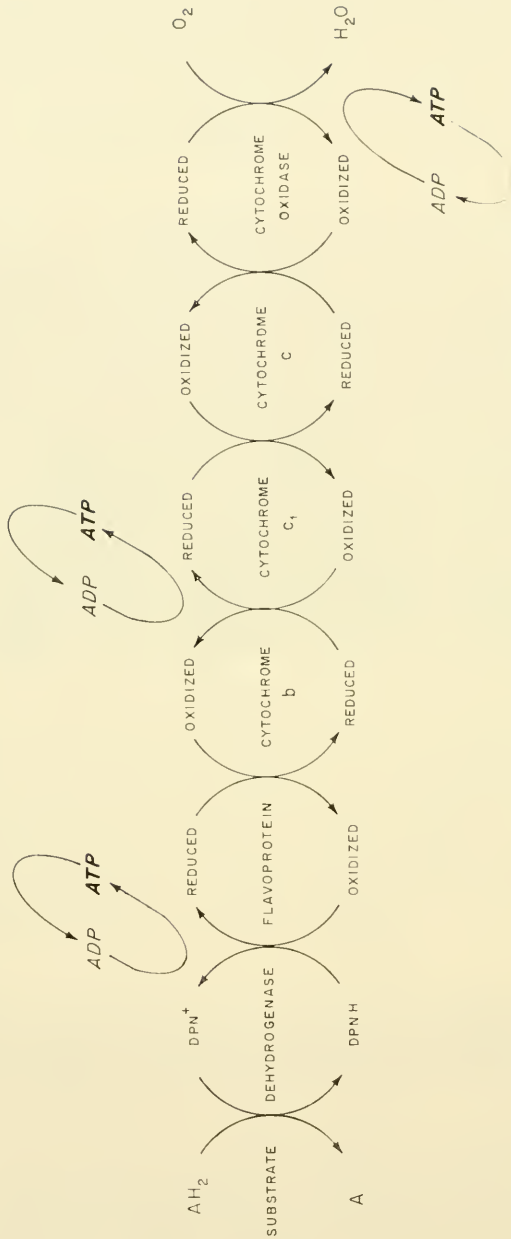 ADP ATP ADP ATP
AH₂ DPN⁺ REDUCED OXIDIZED REDUCED OXIDIZED REDUCED O₂
SUBSTRATE DEHYDROGENASE FLAVOPROTEIN CYTOCHROME CYTOCHROME CYTOCHROME CYTOCHROME
b c₁ c OXIDASE
A DPNH OXIDIZED REDUCED OXIDIZED REDUCED OXIDIZED H₂O
ADP ATP